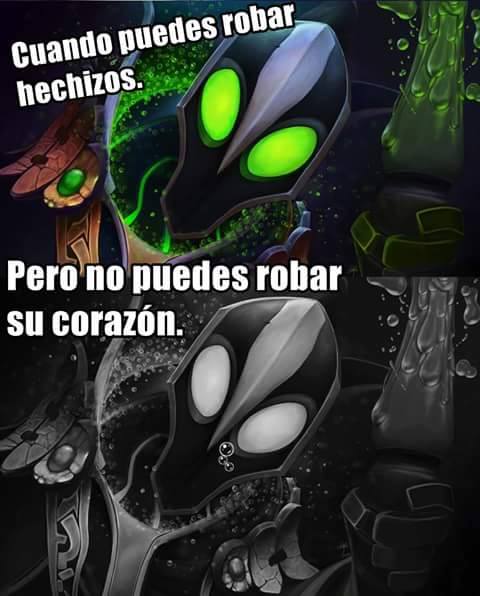 Cuando puedes robar
hechizos.
Pero no puedes robar
su corazón.